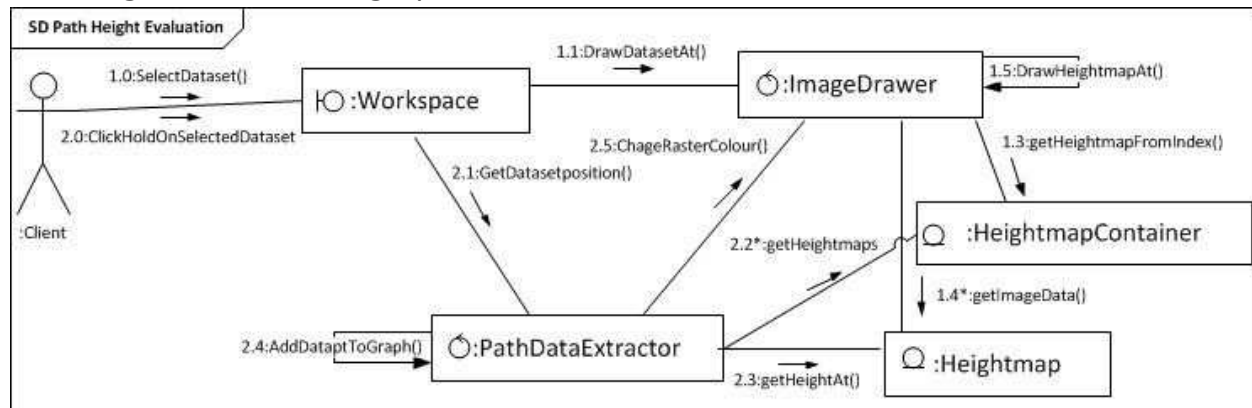 SD Path Height Evaluation
1.1:DrawDatasetAt()
1.0:SelectDataset()
:Workspace
:ImageDrawer
1.5:DrawHeightmapAt()
2.0:ClickHoldOnSelectedDataset
2.5:ChageRasterColour()
1.3:getHeightmapFromIndex()
2.1:GetDatasetposition()
:Client
2.2*:getHeightmaps
:HeightmapContainer
1.4*:getImageData()
2.4:AddDataptToGraph()
:PathDataExtractor
:Heightmap
2.3:getHeightAt()